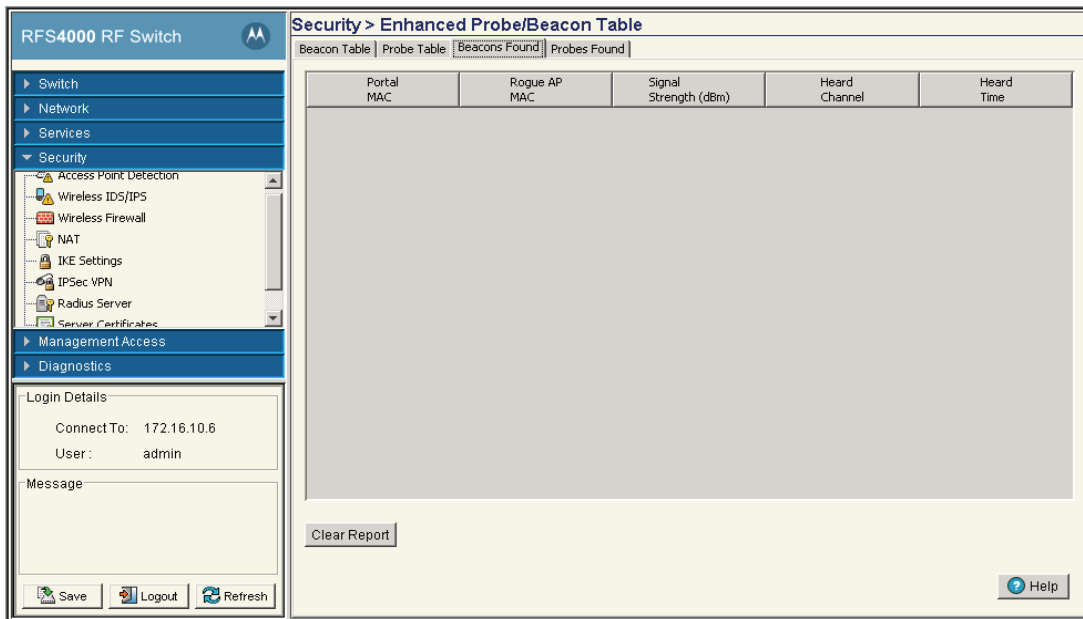 RFS4000 RF Switch
Switch
Network
Services
Security
Access Point Detection
Wireless IDS/IPS
Wireless Firewall
NAT
IKE Settings
IPSec VPN
Radius Server
Server Certificates
Management Access
Diagnostics
Login Details
Connect To: 172.16.10.6
User : admin
Message
Save Logout Refresh
Security > Enhanced Probe/Beacon Table
Beacon Table Probe Table Beacons Found Probes Found
Portal Rogue AP Signal Heard Heard
MAC MAC Strength (dBm) Channel Time
Clear Report
Help